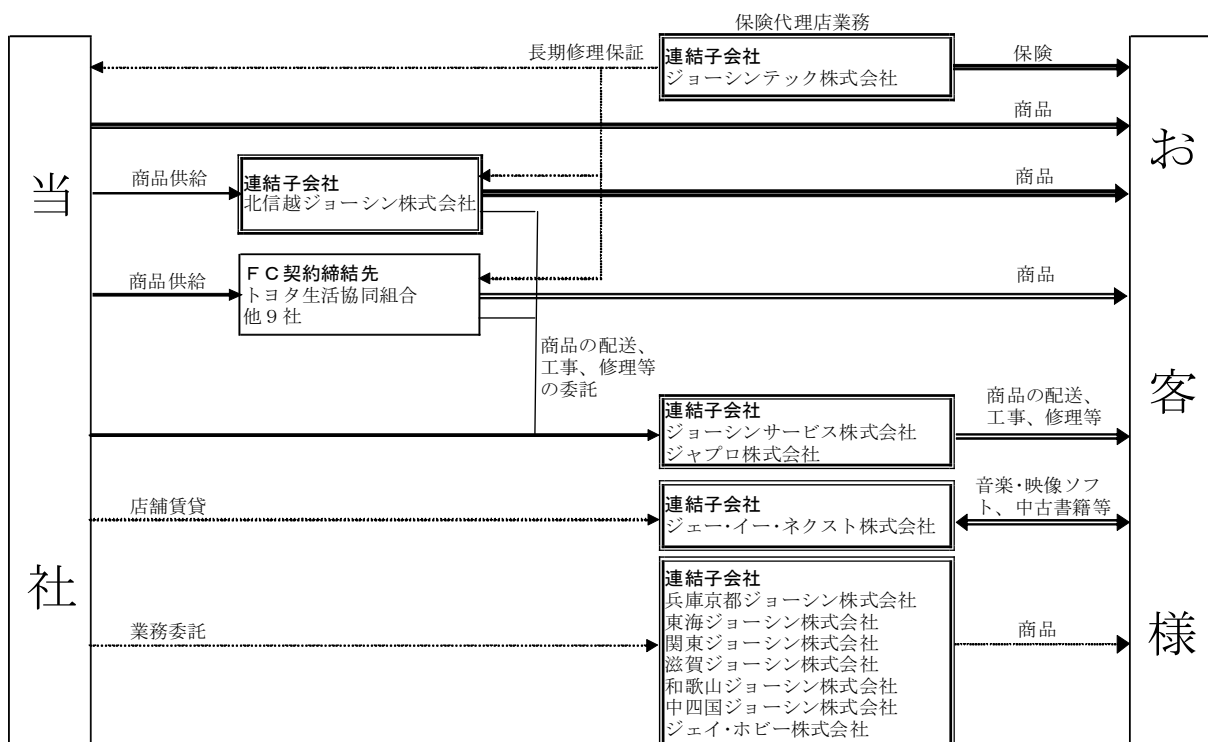 保険代理店業務
長期修理保証
連結子会社
ジョーシンテック株式会社
保険
商品
当
社
お
客
様
商品供給
連結子会社
北信越ジョーシン株式会社
商品
商品供給
ＦＣ契約締結先
トヨタ生活協同組合
他９社
商品
商品の配送、
工事、修理等
の委託
連結子会社
ジョーシンサービス株式会社
ジャプロ株式会社
商品の配送、
工事、修理等
店舗賃貸
連結子会社
ジェー・イー・ネクスト株式会社
音楽・映像ソフ
ト、中古書籍等
業務委託
連結子会社
兵庫京都ジョーシン株式会社
東海ジョーシン株式会社
関東ジョーシン株式会社
滋賀ジョーシン株式会社
和歌山ジョーシン株式会社
中四国ジョーシン株式会社
ジェイ・ホビー株式会社
商品